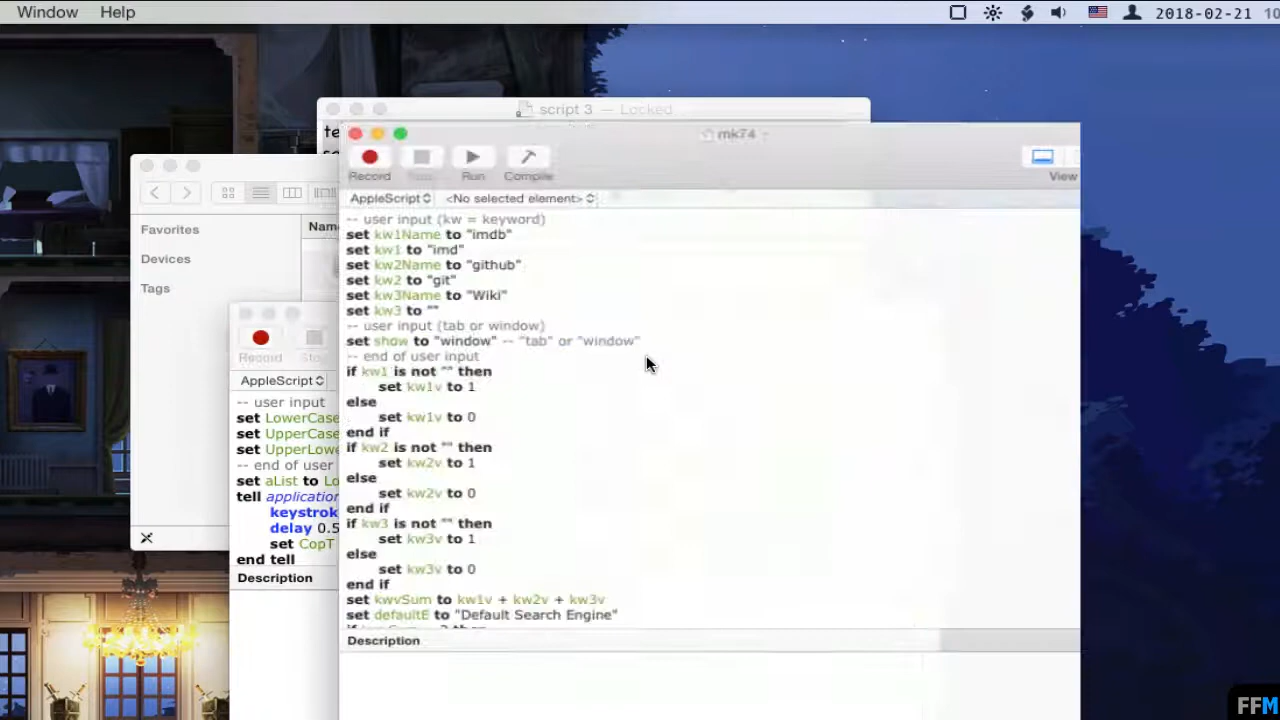 Window Help 2018-02-21 10
script 3 — Locked
te
mk74
Record Run Compile View
AppleScript <No selected element>
-- user input (kw = keyword)
set kw1Name to "imdb"
set kw1 to "imd"
set kw2Name to "github"
set kw2 to "git"
set kw3Name to "Wiki"
set kw3 to ""
-- user input (tab or window)
set show to "window" -- "tab" or "window"
-- end of user input
if kw1 is not "" then
set kw1v to 1
else
set kw1v to 0
end if
if kw2 is not "" then
set kw2v to 1
else
set kw2v to 0
end if
if kw3 is not "" then
set kw3v to 1
else
set kw3v to 0
end if
set kwvSum to kw1v + kw2v + kw3v
set defaultE to "Default Search Engine"
Description
Favorites
Devices
Tags
Nam
Record Sto
AppleScript
-- user input
set LowerCase
set UpperCase
set UpperLowe
-- end of user
set aList to Lo
tell application
keystrok
delay 0.5
set CopT
end tell
Description
FFM